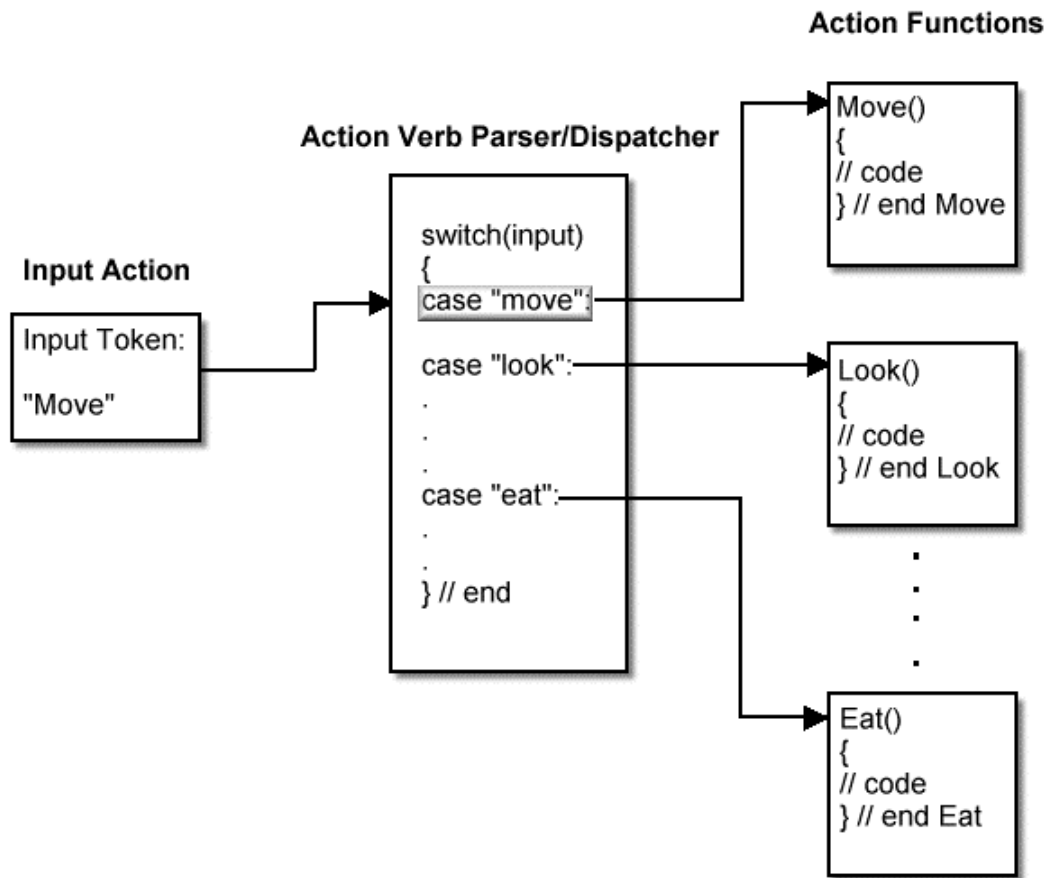 Action Functions
Action Verb Parser/Dispatcher
Input Action
Input Token:
"Move"
switch(input)
{
case "move":
case "look":
.
.
.
case "eat":
.
.
} // end
Move()
{
// code
} // end Move
Look()
{
// code
} // end Look
.
.
.
.
Eat()
{
// code
} // end Eat